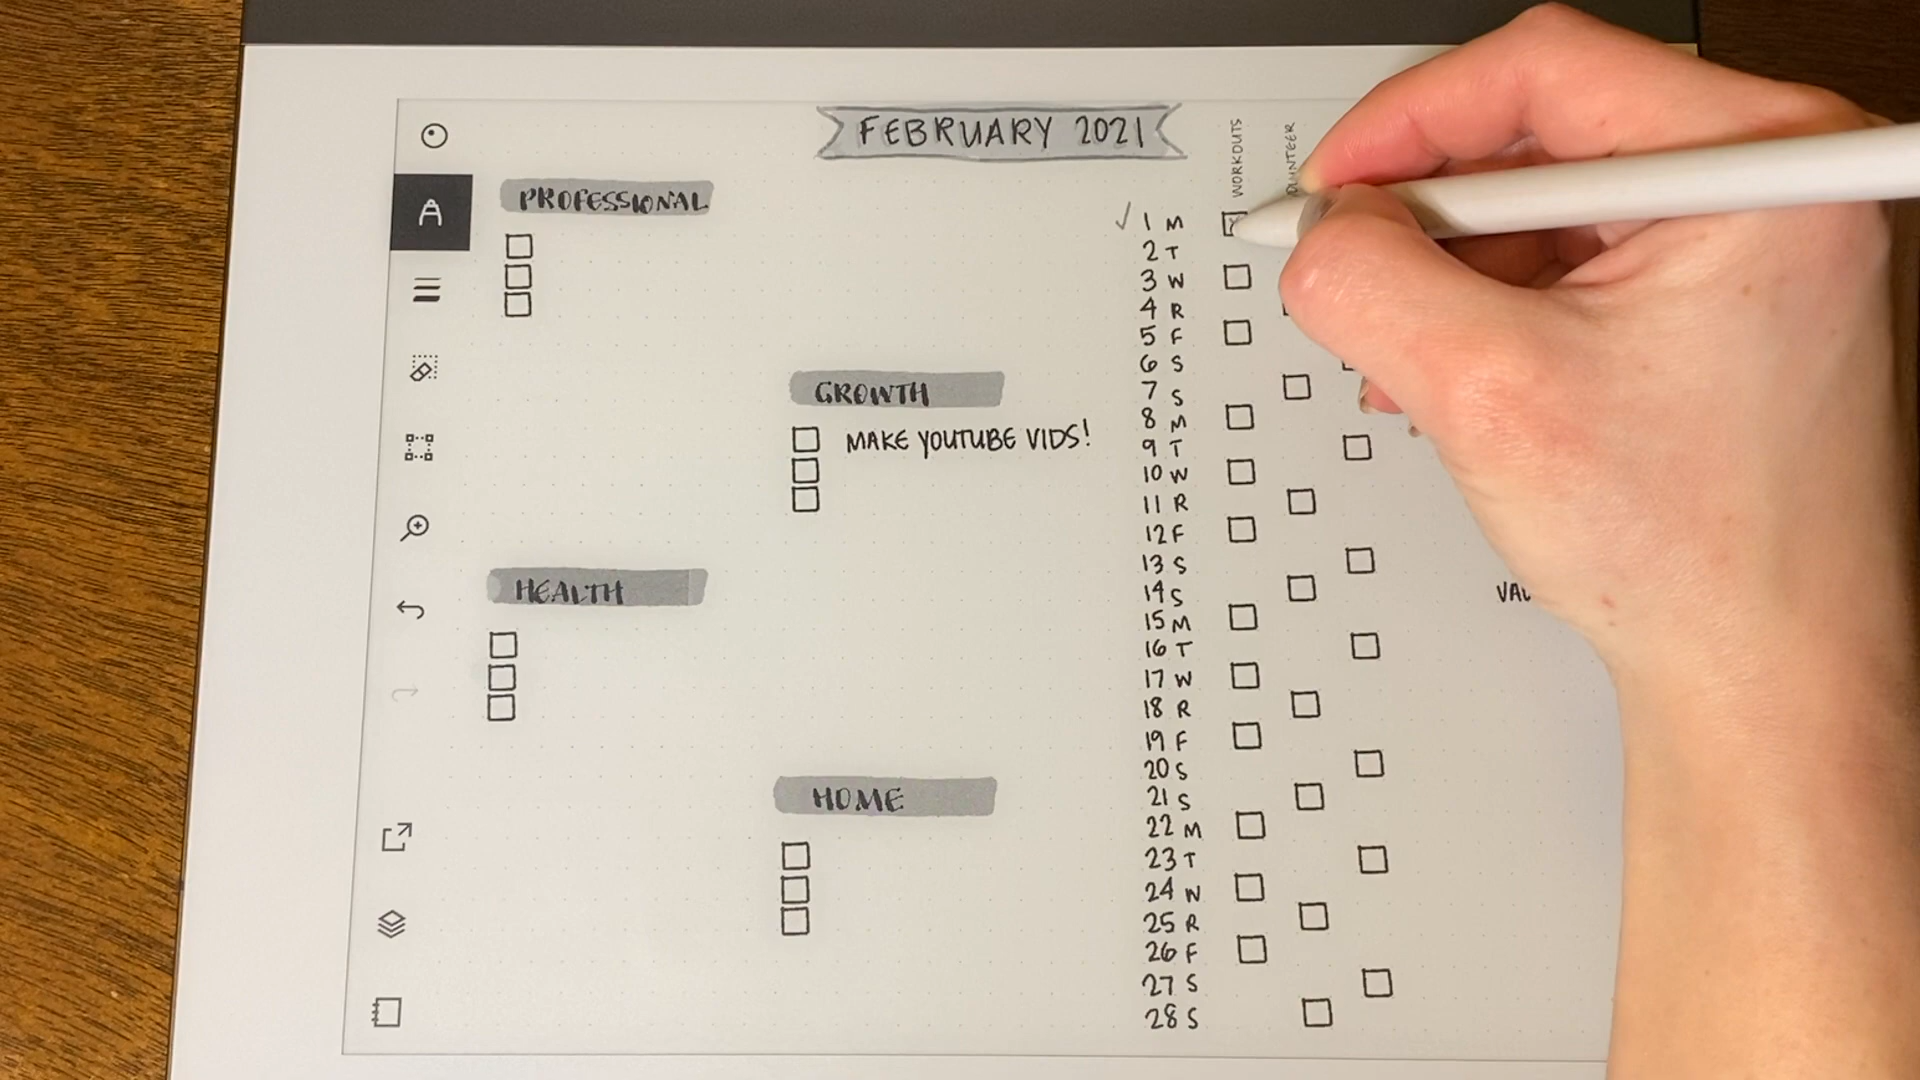 FEBRUARY 2021
WORKOUTS
PROFESSIONAL
GROWTH
MAKE YOUTUBE VIDS!
HEALTH
HOME
1 M
2 T
3 W
4 R
5 F
6 S
7 S
8 M
9 T
10 W
11 R
12 F
13 S
14 S
15 M
16 T
17 W
18 R
19 F
20 S
21 S
22 M
23 T
24 W
25 R
26 F
27 S
28 S